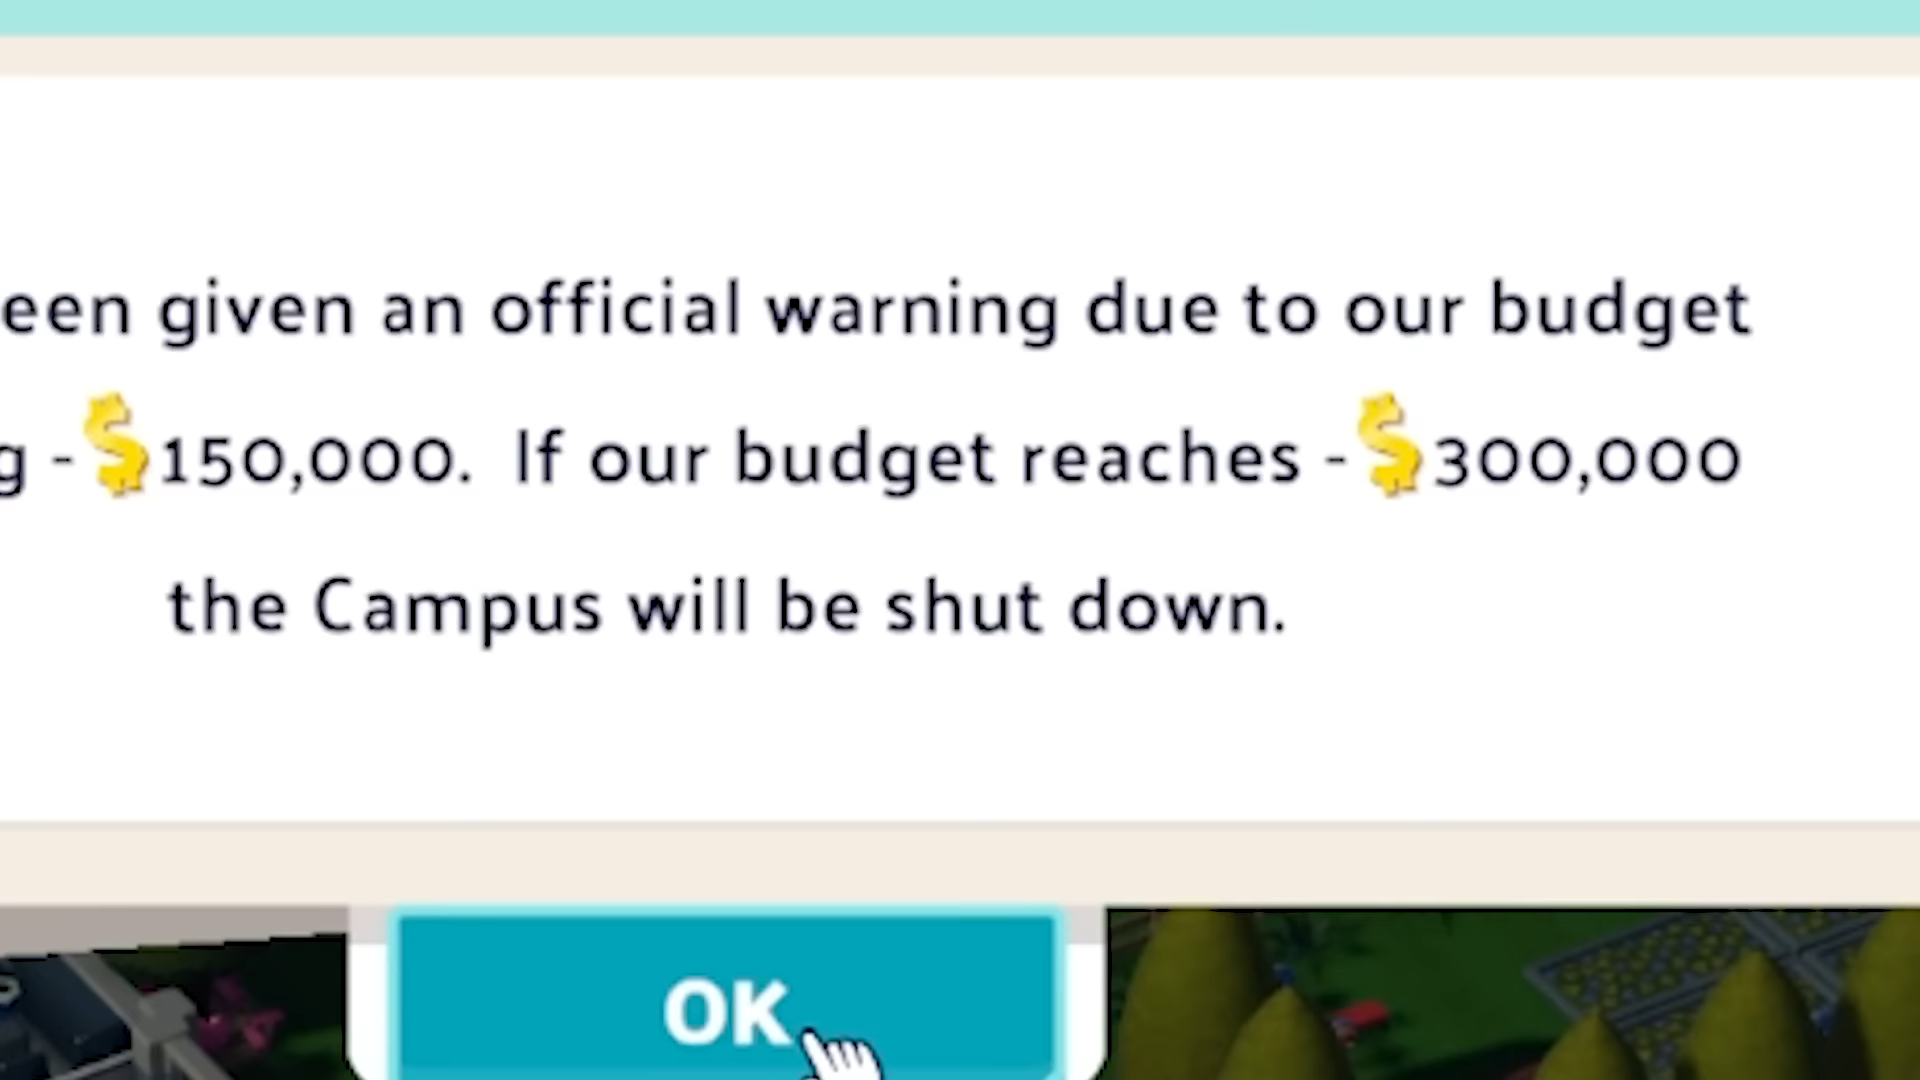 een given an official warning due to our budget
g -$150,000. If our budget reaches -$300,000
the Campus will be shut down.
OK